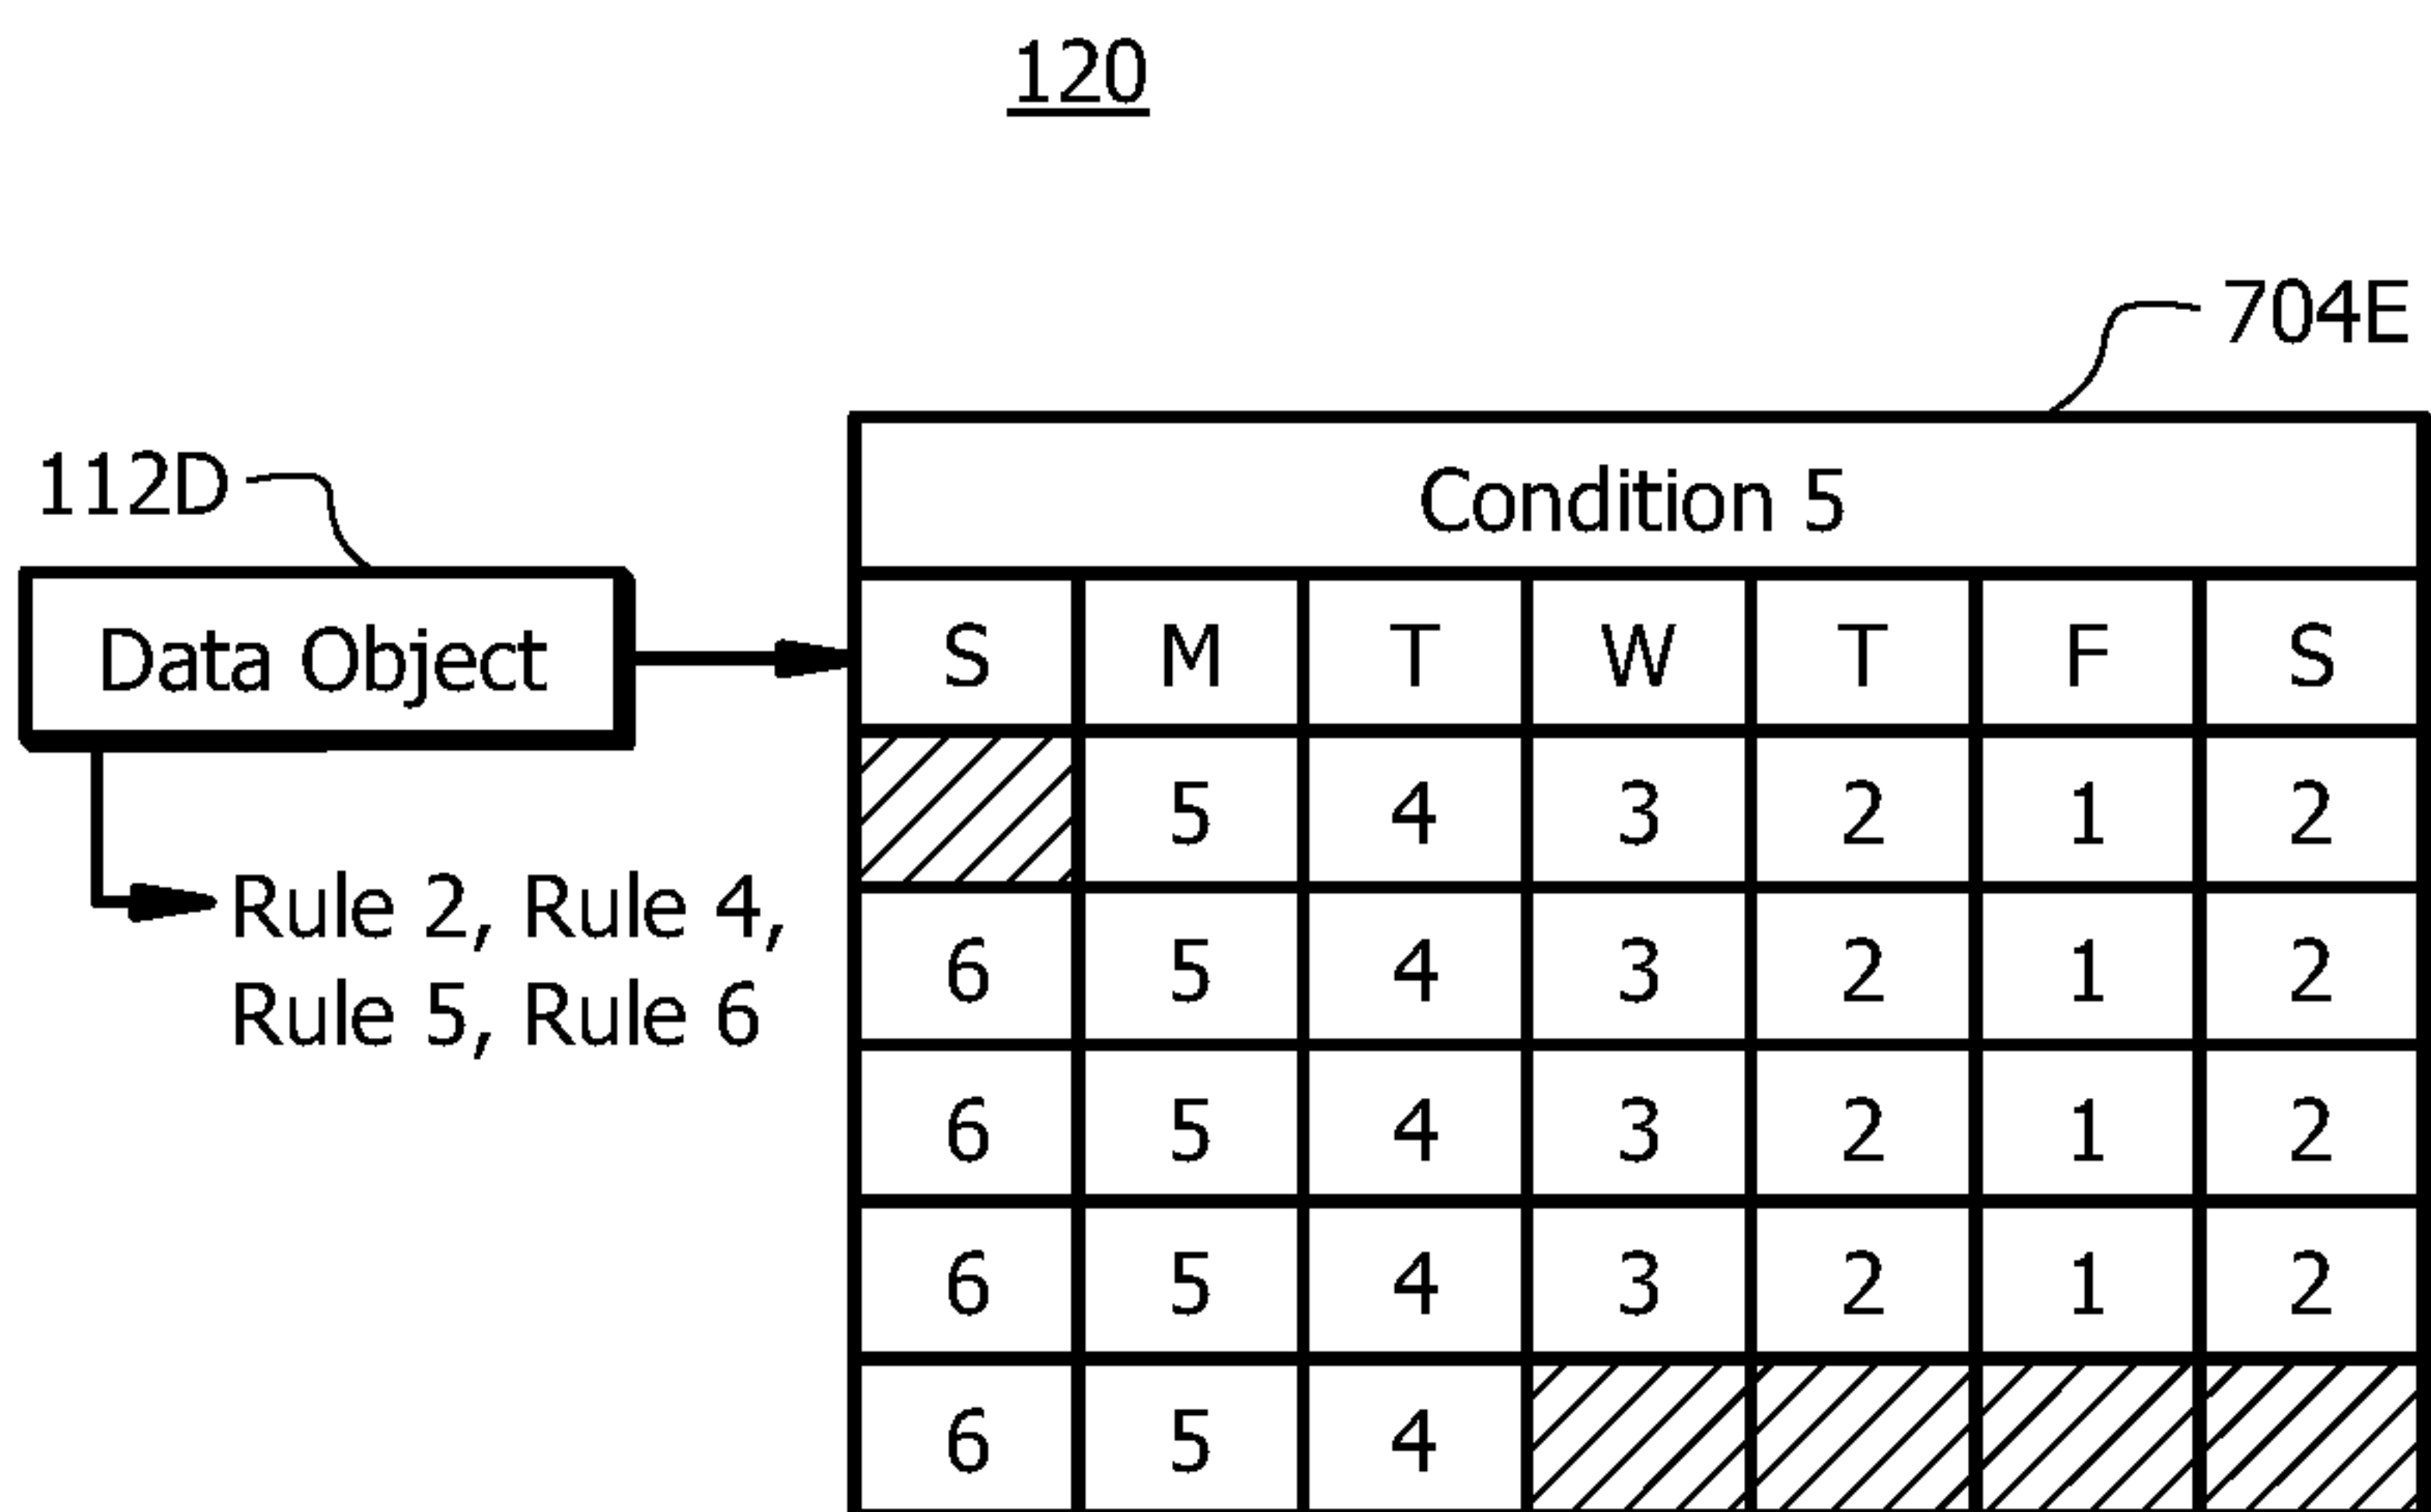 120
704E
112D
Condition 5
Data Object
S M T W T F S
5 4 3 2 1 2
Rule 2, Rule 4,
Rule 5, Rule 6
6 5 4 3 2 1 2
6 5 4 3 2 1 2
6 5 4 3 2 1 2
6 5 4